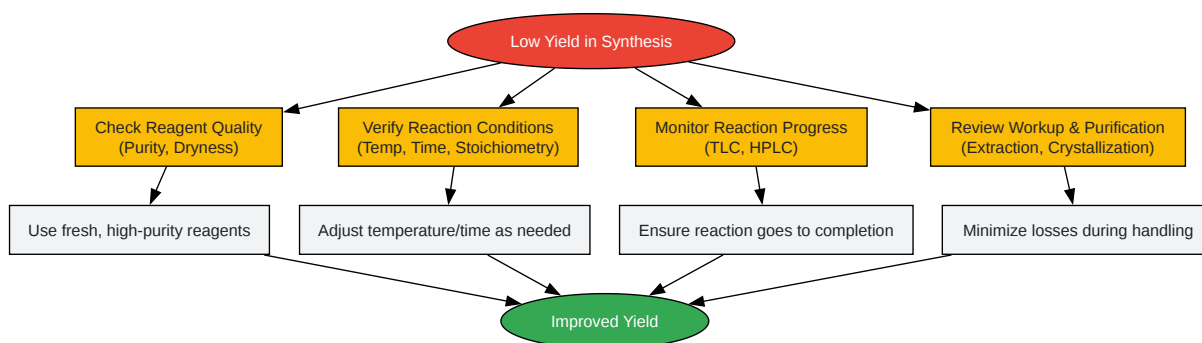 Low Yield in Synthesis
Check Reagent Quality
(Purity, Dryness)
Verify Reaction Conditions
(Temp, Time, Stoichiometry)
Monitor Reaction Progress
(TLC, HPLC)
Review Workup & Purification
(Extraction, Crystallization)
Use fresh, high-purity reagents
Adjust temperature/time as needed
Ensure reaction goes to completion
Minimize losses during handling
Improved Yield